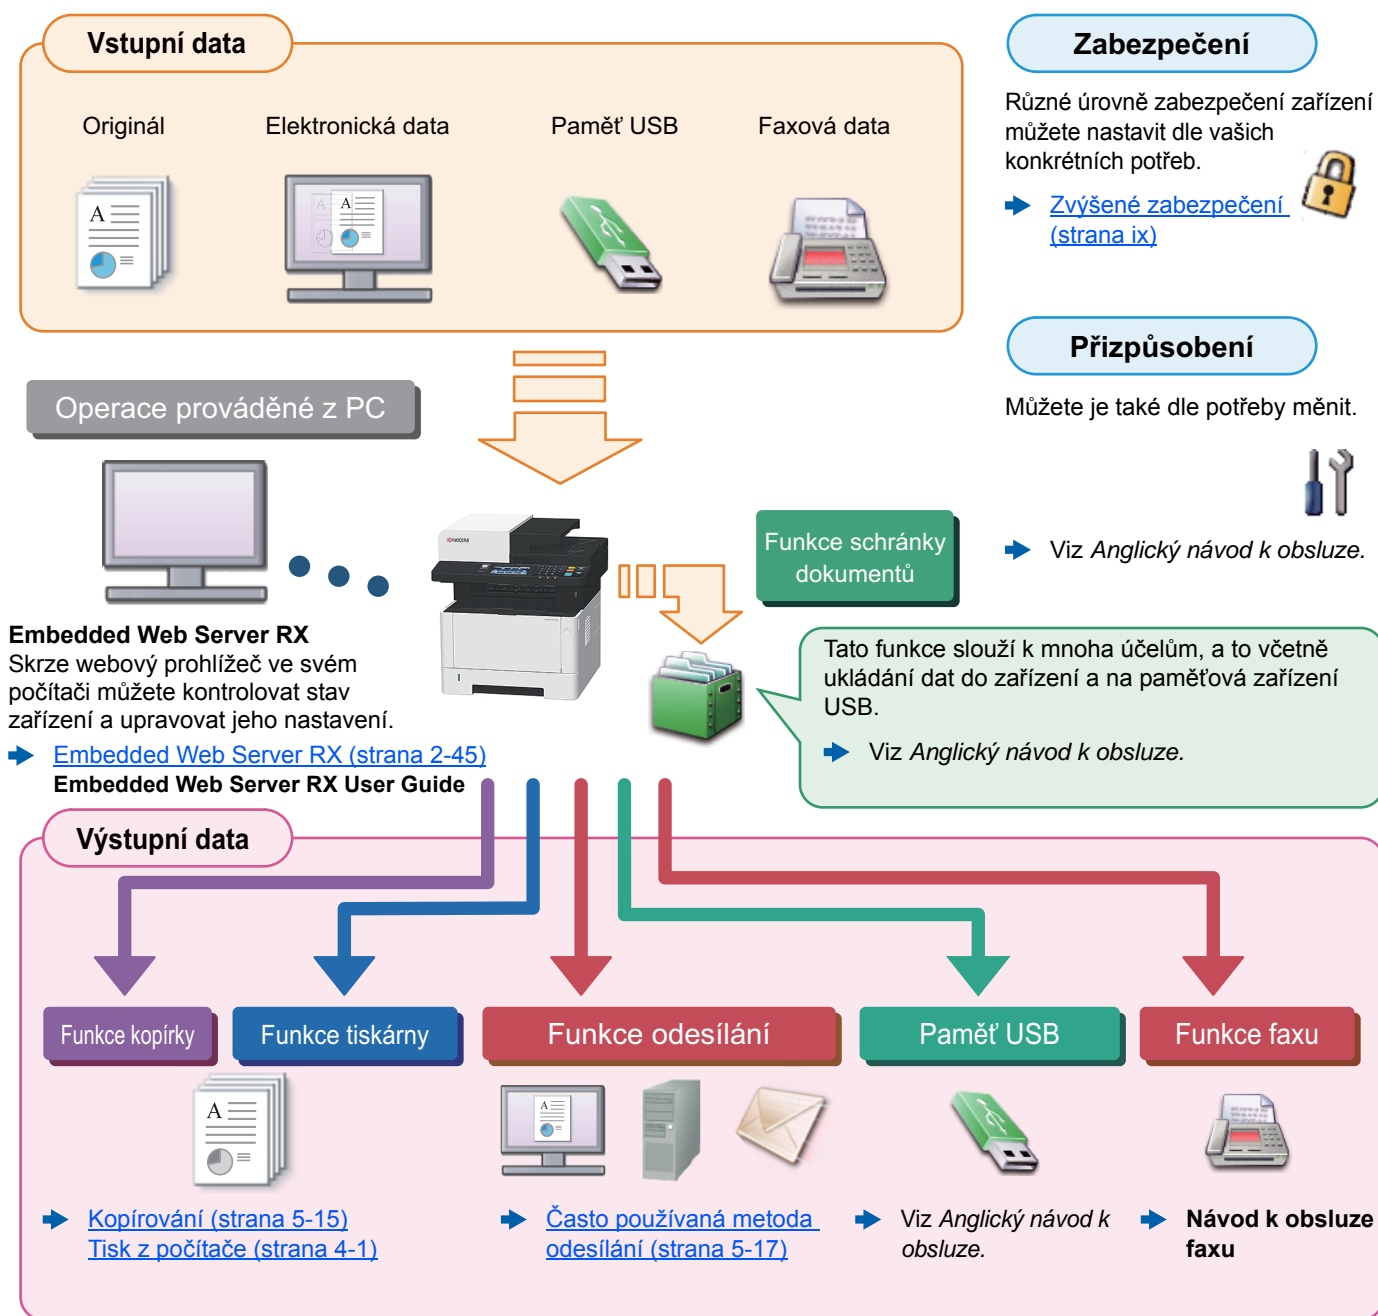 Vstupní data
Originál
Elektronická data
Paměť USB
Faxová data
Zabezpečení
Různé úrovně zabezpečení zařízení
můžete nastavit dle vašich
konkrétních potřeb.
Zvýšené zabezpečení
(strana ix)
Přizpůsobení
Můžete je také dle potřeby měnit.
Viz Anglický návod k obsluze.
Operace prováděné z PC
KYOCERA
Funkce schránky
dokumentů
Embedded Web Server RX
Skrze webový prohlížeč ve svém
počítači můžete kontrolovat stav
zařízení a upravovat jeho nastavení.
Embedded Web Server RX (strana 2-45)
Embedded Web Server RX User Guide
Tato funkce slouží k mnoha účelům, a to včetně
ukládání dat do zařízení a na paměťová zařízení
USB.
Viz Anglický návod k obsluze.
Výstupní data
Funkce kopírky
Funkce tiskárny
Funkce odesílání
Paměť USB
Funkce faxu
Kopírování (strana 5-15)
Tisk z počítače (strana 4-1)
Často používaná metoda
odesílání (strana 5-17)
Viz Anglický návod k
obsluze.
Návod k obsluze
faxu